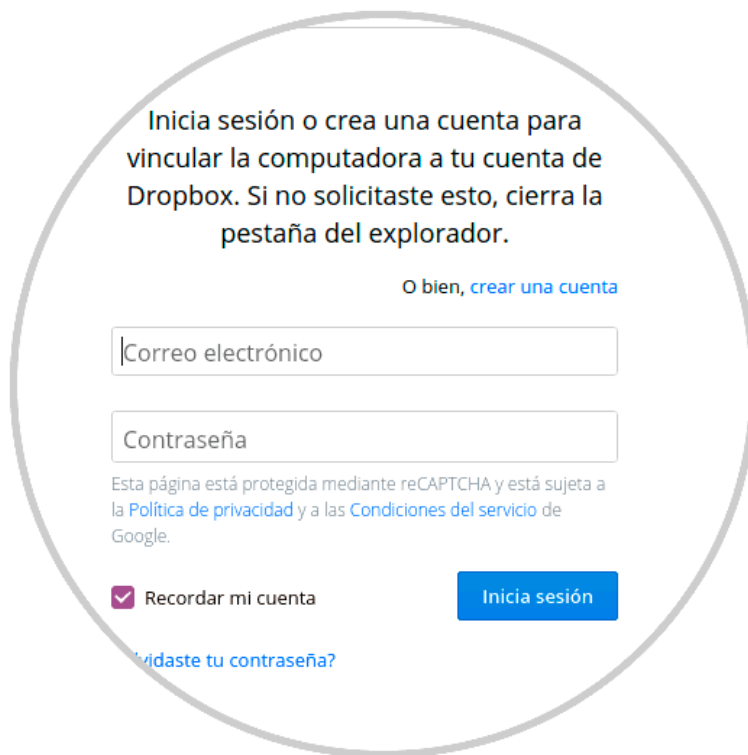 Inicia sesión o crea una cuenta para
vincular la computadora a tu cuenta de
Dropbox. Si no solicitaste esto, cierra la
pestaña del explorador.
O bien, crear una cuenta
Correo electrónico
Contraseña
Esta página está protegida mediante reCAPTCHA y está sujeta a
la Política de privacidad y a las Condiciones del servicio de
Google.
Recordar mi cuenta
Inicia sesión
vidaste tu contraseña?